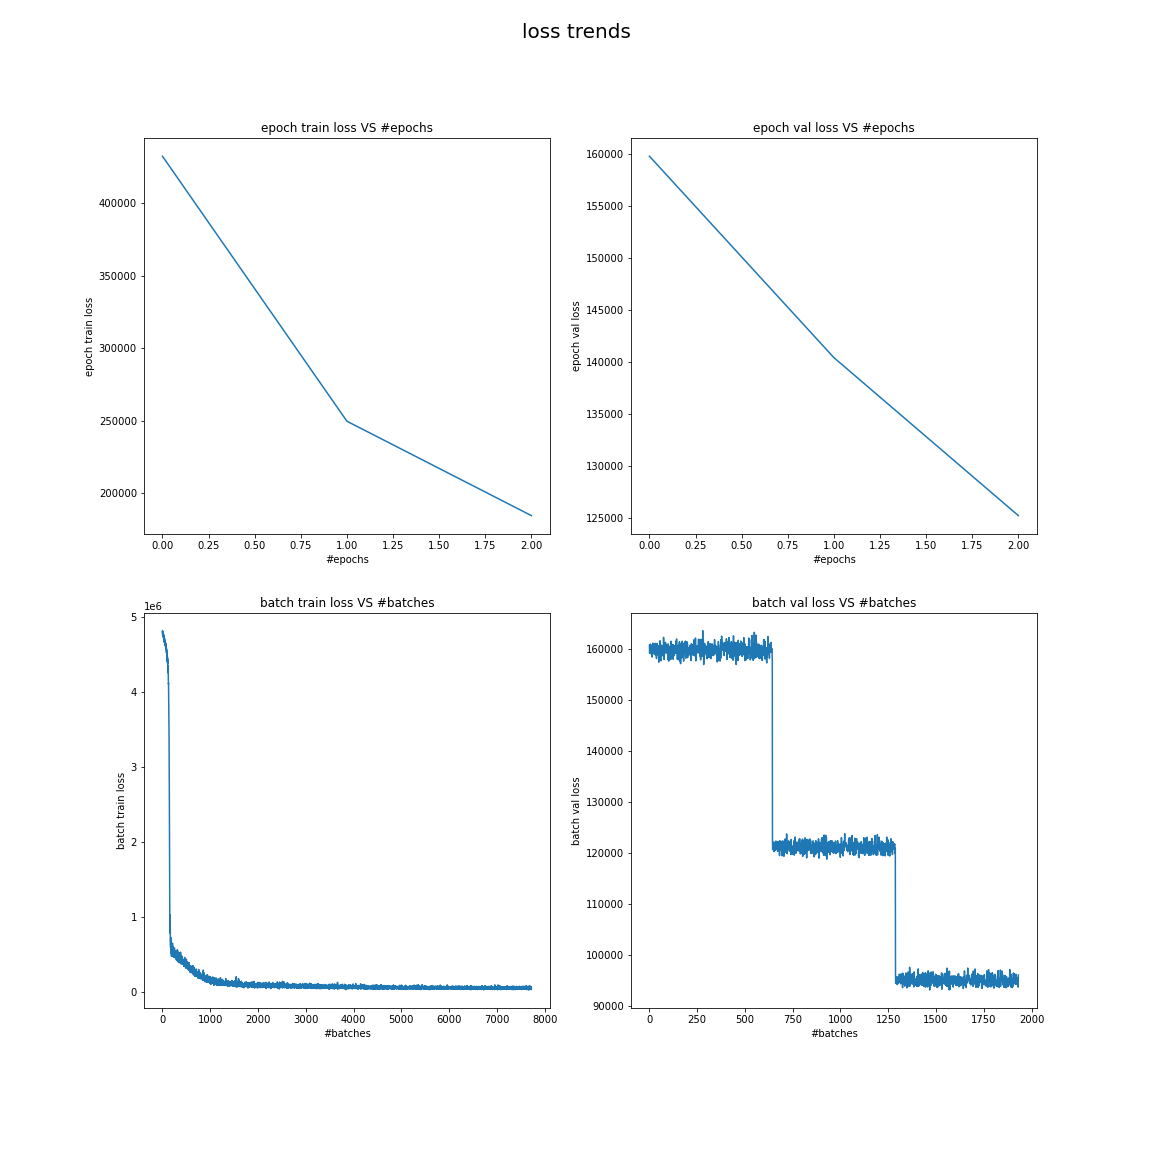 loss trends
epoch train loss VS #epochs
400000
350000
300000
250000
200000
epoch train loss
0.00 0.25 0.50 0.75 1.00 1.25 1.50 1.75 2.00
#epochs
epoch val loss VS #epochs
160000
155000
150000
145000
140000
135000
130000
125000
epoch val loss
0.00 0.25 0.50 0.75 1.00 1.25 1.50 1.75 2.00
#epochs
batch train loss VS #batches
1e6
5
4
3
2
1
0
batch train loss
0 1000 2000 3000 4000 5000 6000 7000 8000
#batches
batch val loss VS #batches
160000
150000
140000
130000
120000
110000
100000
90000
batch val loss
0 250 500 750 1000 1250 1500 1750 2000
#batches